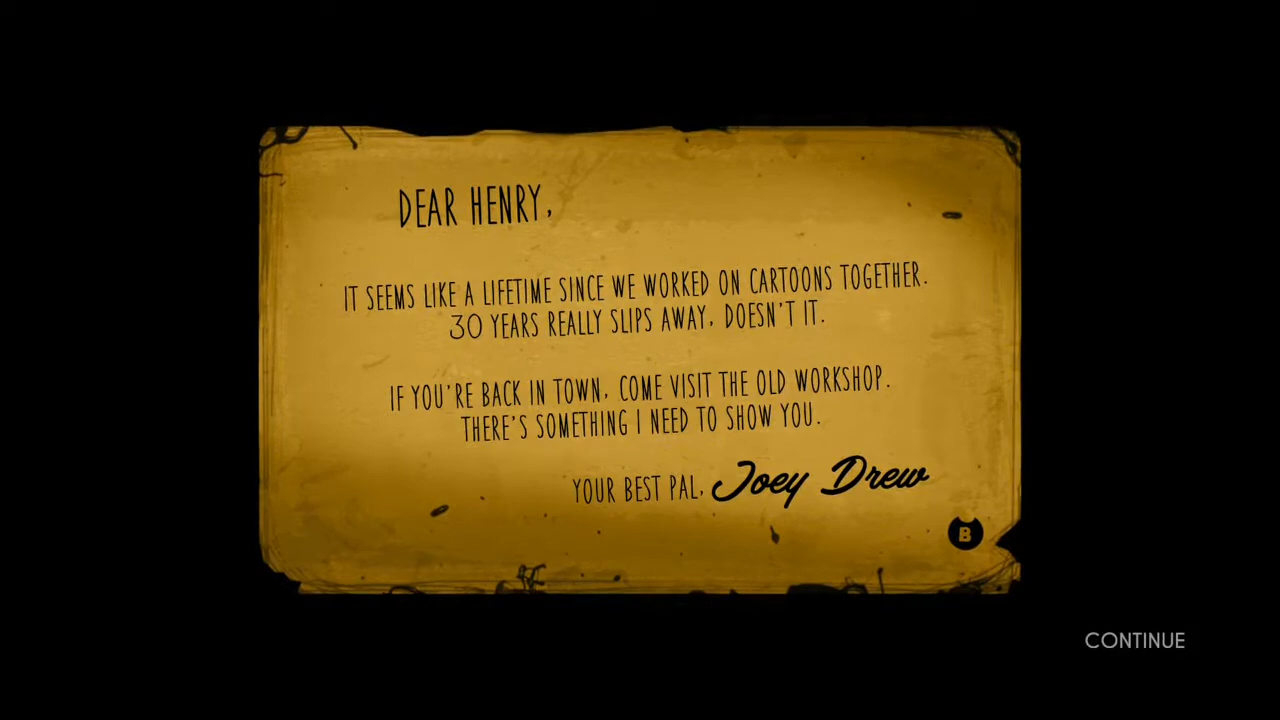 DEAR HENRY,
IT SEEMS LIKE A LIFETIME SINCE WE WORKED ON CARTOONS TOGETHER.
30 YEARS REALLY SLIPS AWAY, DOESN'T IT.
IF YOU'RE BACK IN TOWN, COME VISIT THE OLD WORKSHOP.
THERE'S SOMETHING I NEED TO SHOW YOU.
YOUR BEST PAL, Joey Drew
B
CONTINUE